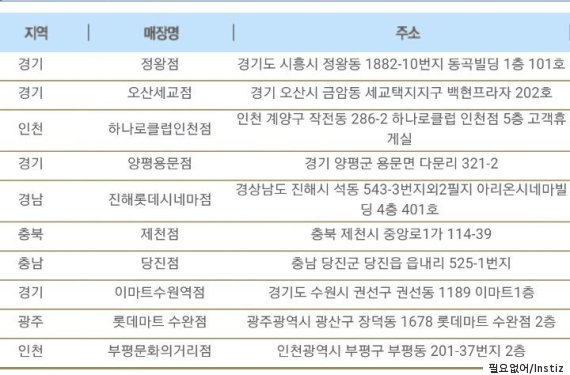 지역 | 매장명 | 주소
경기 정왕점 경기도 시흥시 정왕동 1882-10번지 동곡빌딩 1층 101호
경기 오산세교점 경기 오산시 금암동 세교택지지구 백현프라자 202호
인천 하나로클럽인천점 인천 계양구 작전동 286-2 하나로클럽 인천점 5층 고객휴
게실
경기 양평용문점 경기 양평군 용문면 다문리 321-2
경남 진해롯데시네마점 경상남도 진해시 석동 543-3번지외2필지 아리온시네마빌
딩 4층 401호
충북 제천점 충북 제천시 중앙로1가 114-39
충남 당진점 충남 당진군 당진읍 읍내리 525-1번지
경기 이마트수원역점 경기도 수원시 권선구 권선동 1189 이마트1층
광주 롯데마트 수완점 광주광역시 광산구 장덕동 1678 롯데마트 수완점 2층
인천 부평문화의거리점 인천광역시 부평구 부평동 201-37번지 2층
필요없어/Instiz